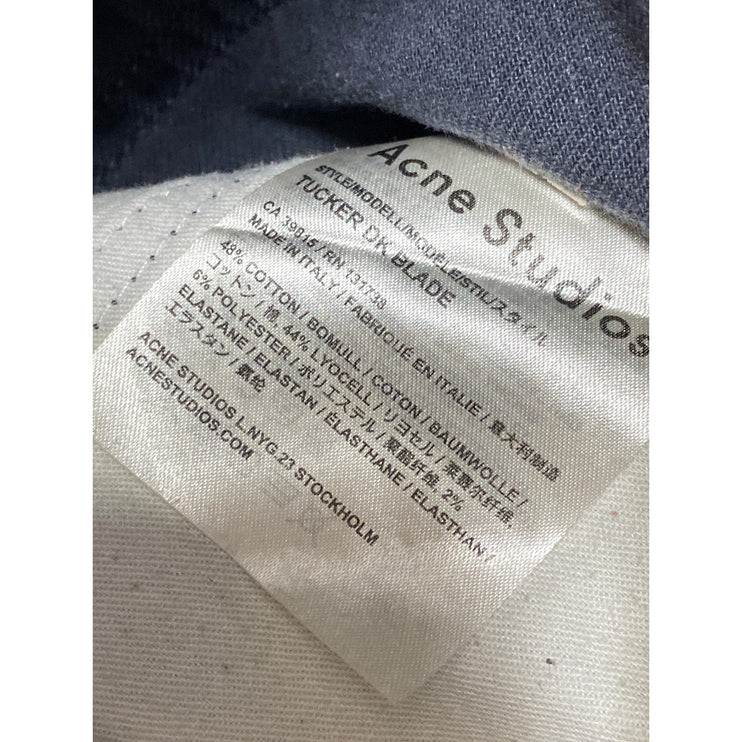 Acne Studios
STYLE/MODELL/MODÈLE/STIL/スタイル
TUCKER DK BLADE
CA 39815 / RN 131738
MADE IN ITALY / FABRIQUÉ EN ITALIE / 意大利制造
48% COTTON / BOMULL / COTON / BAUMWOLLE /
コットン / 棉, 44% LYOCELL / リヨセル / 莱赛尔纤维,
6% POLYESTER / ポリエステル / 聚酯纤维, 2%
ELASTANE / ELASTAN / ÉLASTHANE / ELASTHAN /
エラスタン / 氨纶
ACNE STUDIOS L.NYG.23 STOCKHOLM
ACNESTUDIOS.COM